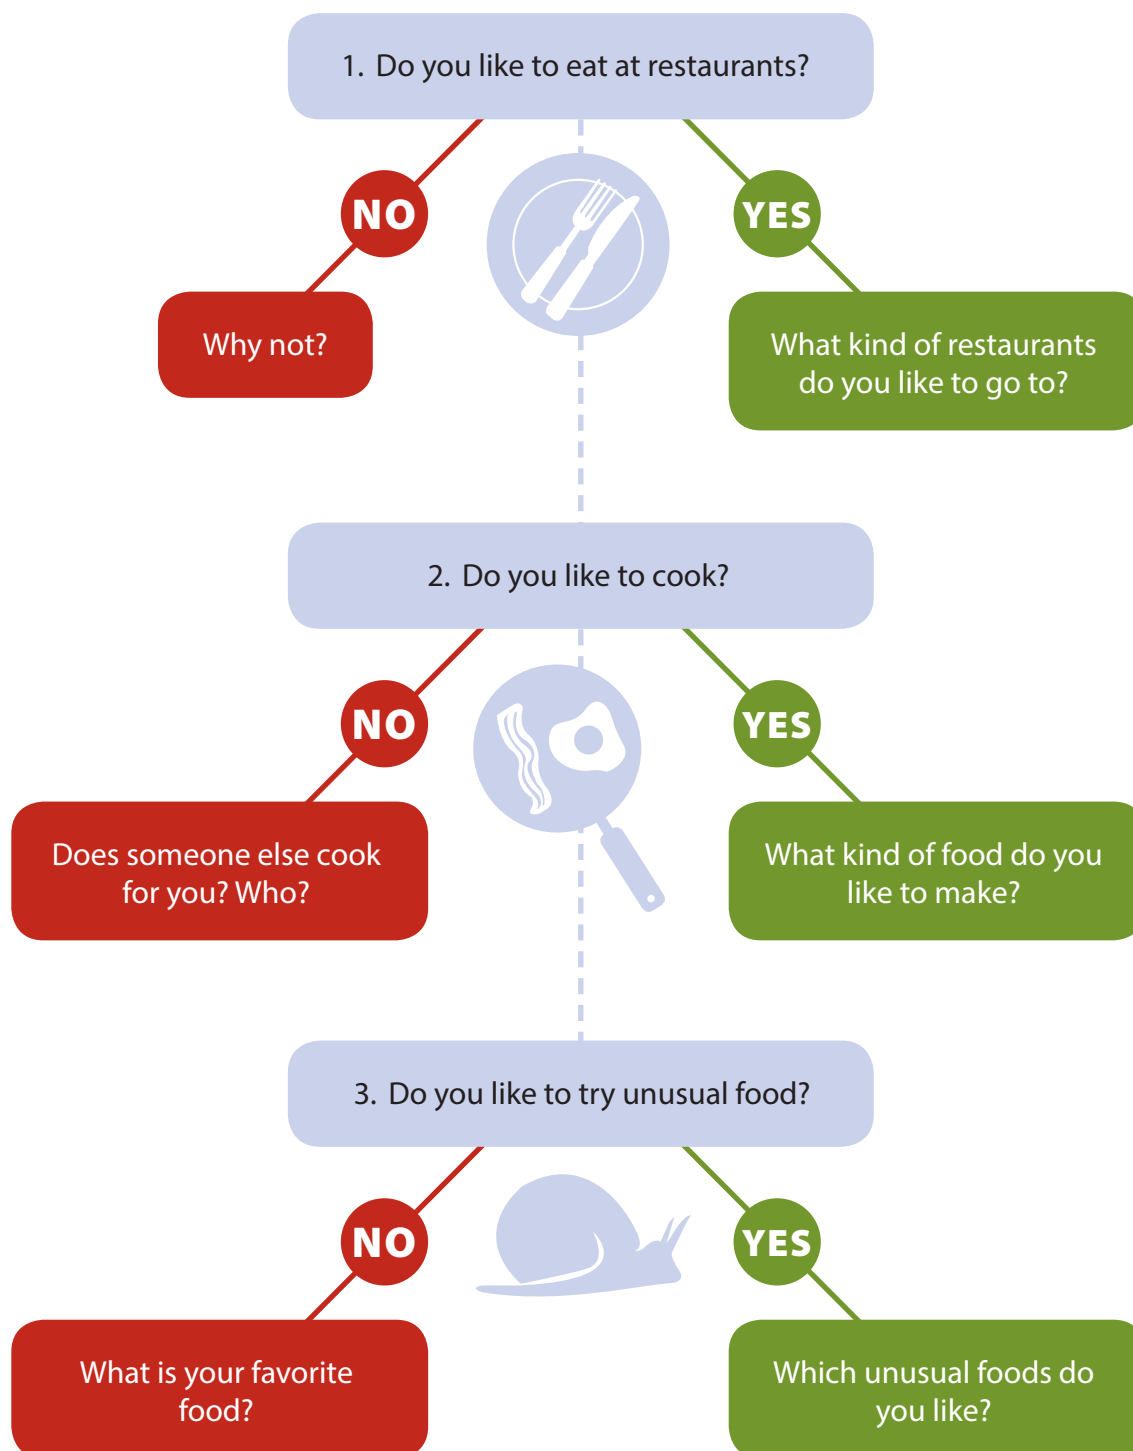 1. Do you like to eat at restaurants?
NO
YES
Why not?
What kind of restaurants
do you like to go to?
2. Do you like to cook?
NO
YES
Does someone else cook
for you? Who?
What kind of food do you
like to make?
3. Do you like to try unusual food?
NO
YES
What is your favorite
food?
Which unusual foods do
you like?